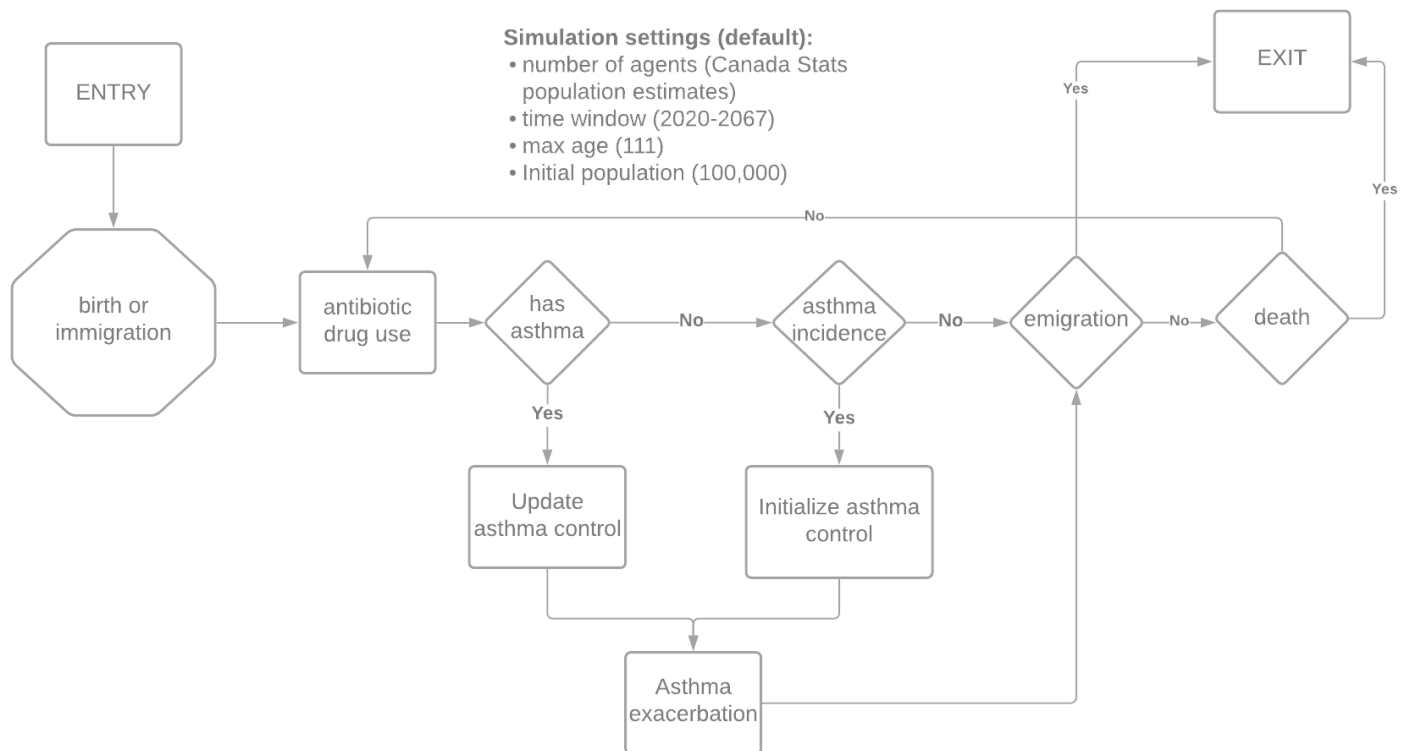 ENTRY
Simulation settings (default):
• number of agents (Canada Stats
population estimates)
• time window (2020-2067)
• max age (111)
• Initial population (100,000)
EXIT
Yes
Yes
No
birth or
immigration
antibiotic
drug use
has
asthma
No
asthma
incidence
No
emigration
No
death
Yes
Yes
Update
asthma control
Initialize asthma
control
Asthma
exacerbation